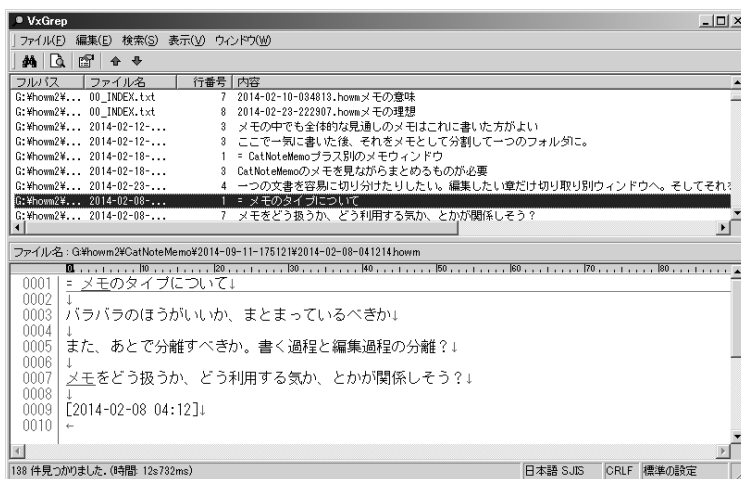 VxGrep
ファイル(F) 編集(E) 検索(S) 表示(V) ウィンドウ(W)
フルパス ファイル名 行番号 内容
G:¥howm2¥... 00_INDEX.txt 7 2014-02-10-034813.howmメモの意味
G:¥howm2¥... 00_INDEX.txt 8 2014-02-23-222907.howmメモの理想
G:¥howm2¥... 2014-02-12-... 3 メモの中でも全体的な見通しのメモはこれに書いた方がよい
G:¥howm2¥... 2014-02-12-... 3 ここで一気に書いた後、それをメモとして分割して一つのフォルダに。
G:¥howm2¥... 2014-02-18-... 1 = CatNoteMemoプラス別のメモウィンドウ
G:¥howm2¥... 2014-02-18-... 3 CatNoteMemoのメモを見ながらまとめるものが必要
G:¥howm2¥... 2014-02-23-... 4 一つの文書を容易に切り分けたりしたい。編集したい章だけ切り取り別ウィンドウへ。そしてそれを
G:¥howm2¥... 2014-02-08-... 1 = メモのタイプについて
G:¥howm2¥... 2014-02-08-... 7 メモをどう扱うか、どう利用する気か、とかが関係しそう?
ファイル名 : G:¥howm2¥CatNoteMemo¥2014-09-11-175121¥2014-02-08-041214.howm
0 10 20 30 40 50 60 70 80
0001 = メモのタイプについて↓
0002 ↓
0003 バラバラのほうがいいか、まとまっているべきか↓
0004 ↓
0005 また、あとで分離すべきか。書く過程と編集過程の分離?↓
0006 ↓
0007 メモをどう扱うか、どう利用する気か、とかが関係しそう?↓
0008 ↓
0009 [2014-02-08 04:12]↓
0010 ←
138 件見つかりました。(時間: 12s732ms) 日本語 SJIS CRLF 標準の設定